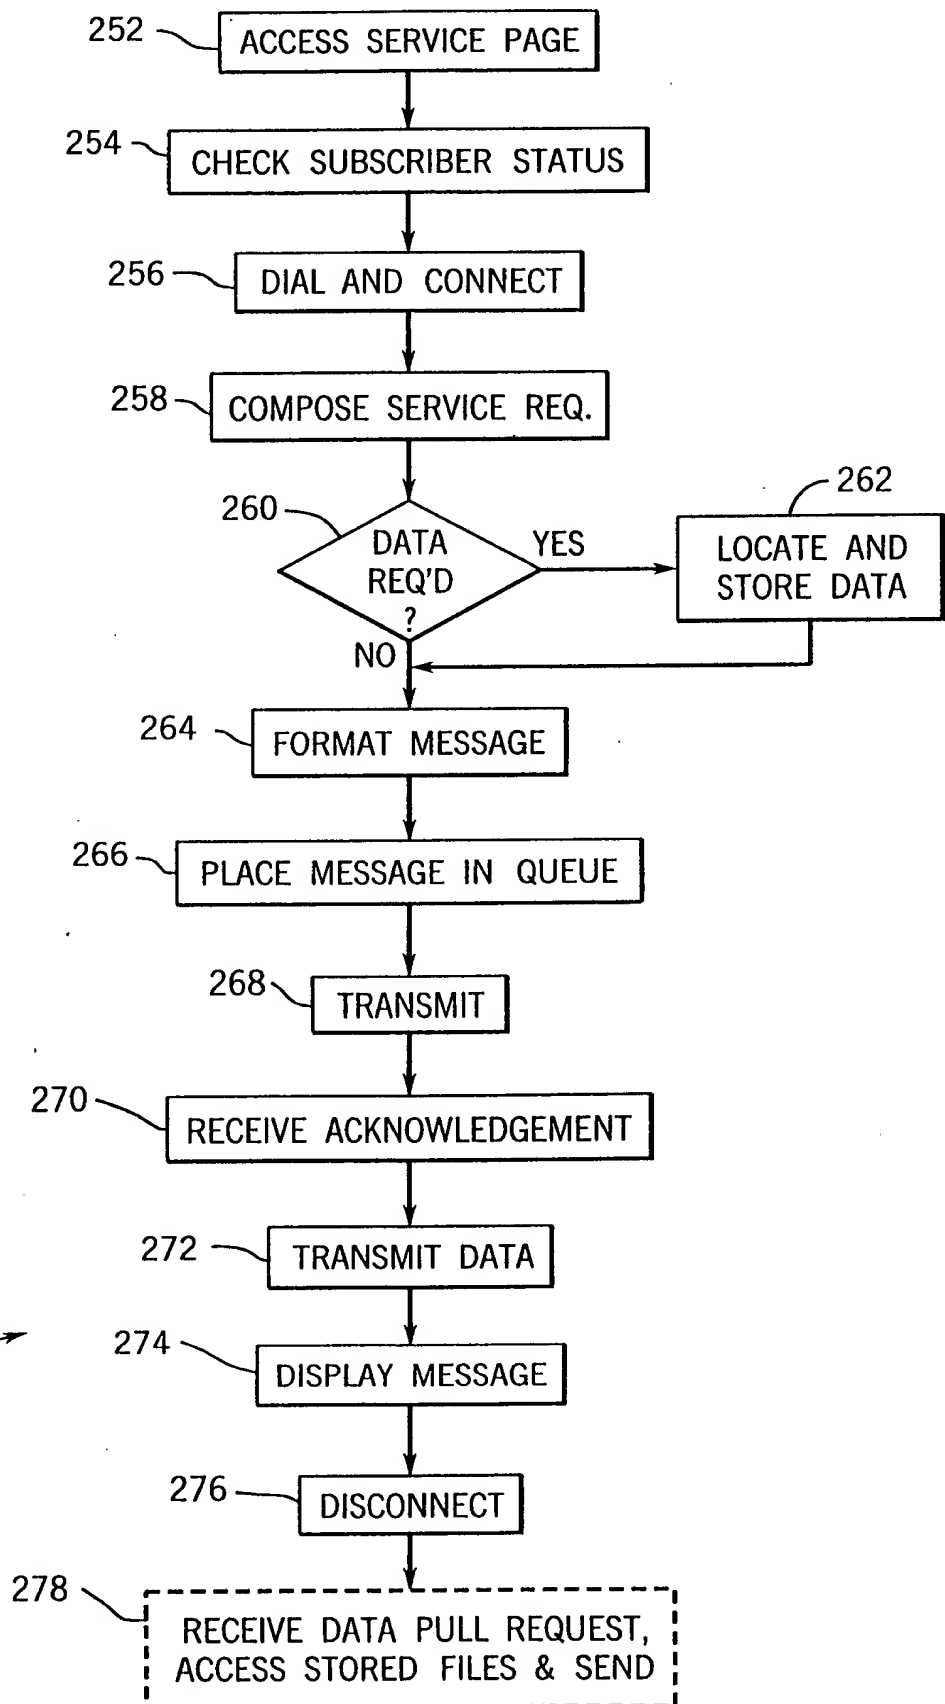 252
ACCESS SERVICE PAGE
254
CHECK SUBSCRIBER STATUS
256
DIAL AND CONNECT
258
COMPOSE SERVICE REQ.
260
DATA
REQ'D
?
YES
NO
262
LOCATE AND
STORE DATA
264
FORMAT MESSAGE
266
PLACE MESSAGE IN QUEUE
268
TRANSMIT
270
RECEIVE ACKNOWLEDGEMENT
272
TRANSMIT DATA
274
DISPLAY MESSAGE
276
DISCONNECT
278
RECEIVE DATA PULL REQUEST,
ACCESS STORED FILES & SEND